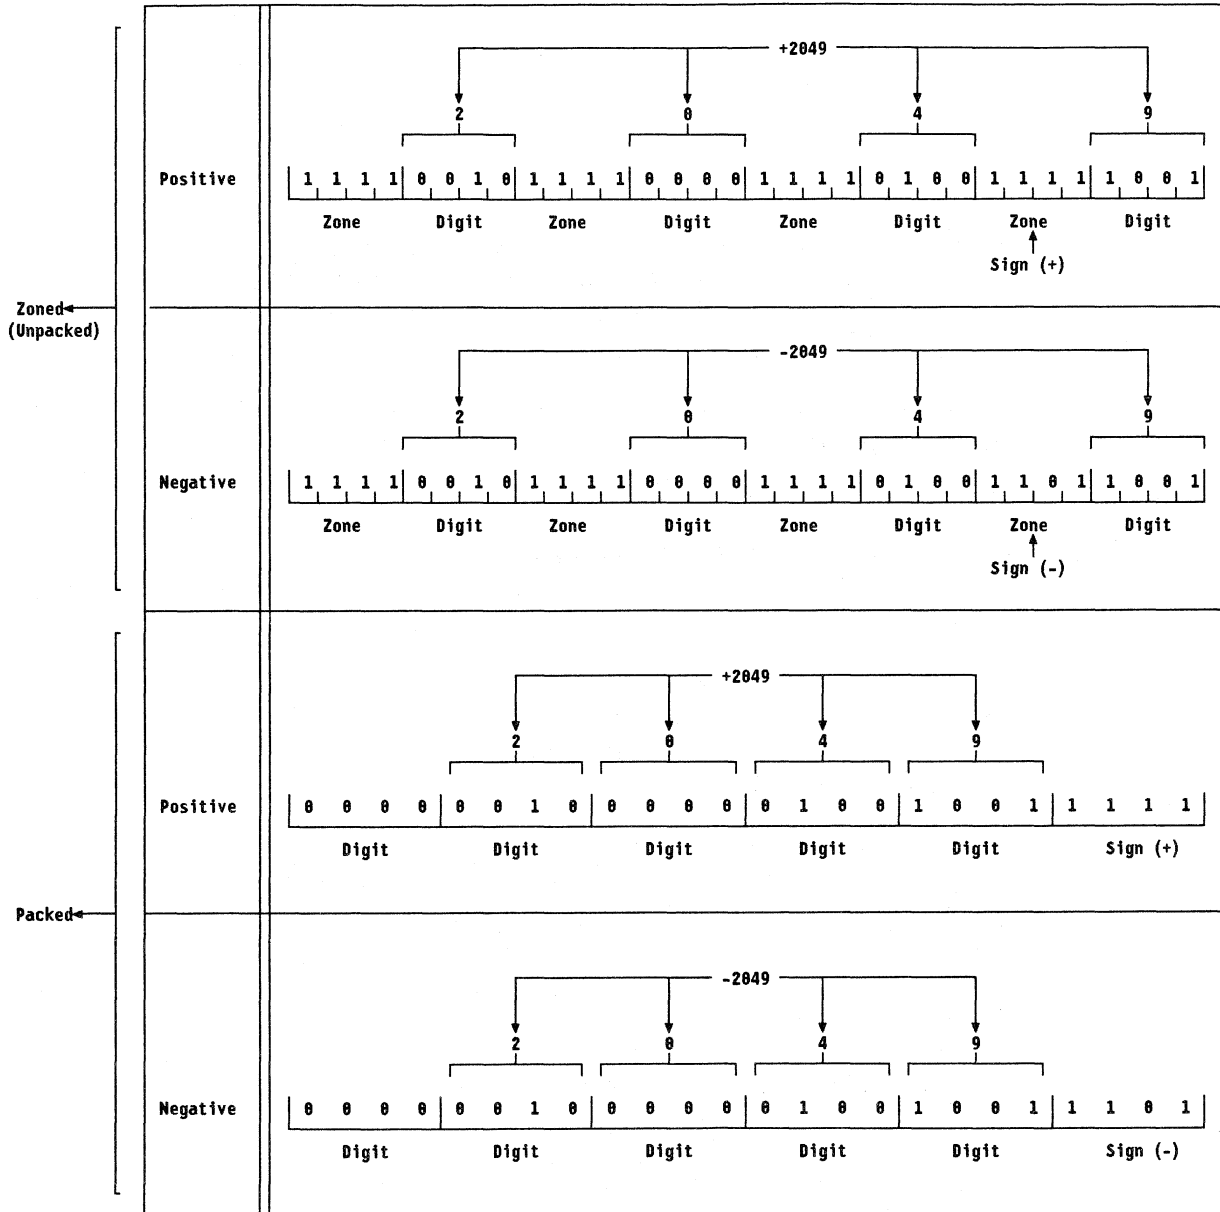 +2049
2 0 4 9
Positive 1 1 1 1 0 0 1 0 1 1 1 1 0 0 0 0 1 1 1 1 0 1 0 0 1 1 1 1 1 0 0 1
Zone Digit Zone Digit Zone Digit Zone Digit
Sign (+)
Zoned
(Unpacked)
-2049
2 0 4 9
Negative 1 1 1 1 0 0 1 0 1 1 1 1 0 0 0 0 1 1 1 1 0 1 0 0 1 1 0 1 1 0 0 1
Zone Digit Zone Digit Zone Digit Zone Digit
Sign (-)
+2049
2 0 4 9
Positive 0 0 0 0 0 0 1 0 0 0 0 0 0 1 0 0 1 0 0 1 1 1 1 1
Digit Digit Digit Digit Digit Sign (+)
Packed
-2049
2 0 4 9
Negative 0 0 0 0 0 0 1 0 0 0 0 0 0 1 0 0 1 0 0 1 1 1 0 1
Digit Digit Digit Digit Digit Sign (-)